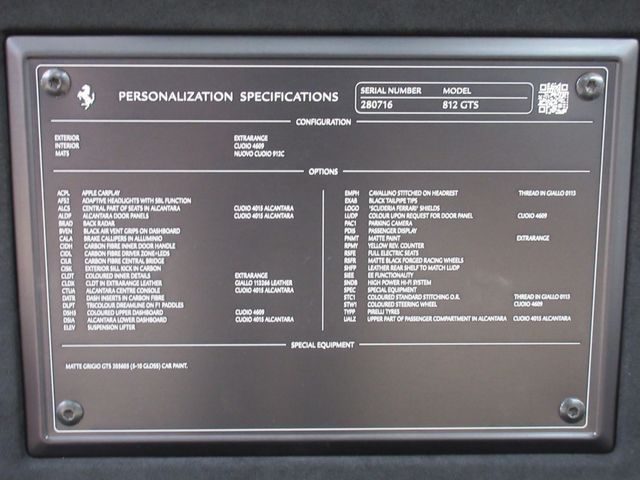 PERSONALIZATION SPECIFICATIONS
SERIAL NUMBER MODEL
280716 812 GTS
CONFIGURATION
EXTERIOR EXTRARANGE
INTERIOR CUOIO 4609
MATS NUOVO CUOIO 912C
OPTIONS
ACPL APPLE CARPLAY
AFS2 ADAPTIVE HEADLIGHTS WITH SBL FUNCTION
ALCS CENTRAL PART OF SEATS IN ALCANTARA CUOIO 4015 ALCANTARA
ALDP ALCANTARA DOOR PANELS CUOIO 4015 ALCANTARA
BRAD BACK RADAR
BVEN BLACK AIR VENT GRIPS ON DASHBOARD
CALA BRAKE CALLIPERS IN ALLUMINIO
CIDH CARBON FIBRE INNER DOOR HANDLE
CIDL CARBON FIBRE DRIVER ZONE+LEDS
CILR CARBON FIBRE CENTRAL BRIDGE
CISK EXTERIOR SILL KICK IN CARBON
CLDT COLOURED INNER DETAILS EXTRARANGE
CLDX CLDT IN EXTRARANGE LEATHER GIALLO 113266 LEATHER
CTUA ALCANTARA CENTRE CONSOLE CUOIO 4015 ALCANTARA
DATR DASH INSERTS IN CARBON FIBRE
DLPT TRICOLOUR DREAMLINE ON F1 PADDLES
DSH3 COLOURED UPPER DASHBOARD CUOIO 4609
DSIA ALCANTARA LOWER DASHBOARD CUOIO 4015 ALCANTARA
ELEV SUSPENSION LIFTER
EMPH CAVALLINO STITCHED ON HEADREST THREAD IN GIALLO 0113
EXAB BLACK TAILPIPE TIPS
LOGO "SCUDERIA FERRARI" SHIELDS
LUDP COLOUR UPON REQUEST FOR DOOR PANEL CUOIO 4609
PAC1 PARKING CAMERA
PDIS PASSENGER DISPLAY
PNMT MATTE PAINT EXTRARANGE
RPMY YELLOW REV. COUNTER
RSFE FULL ELECTRIC SEATS
RSFR MATTE BLACK FORGED RACING WHEELS
SHFP LEATHER REAR SHELF TO MATCH LUDP
SIEE EE FUNCTIONALITY
SNDB HIGH POWER HI-FI SYSTEM
SPEC SPECIAL EQUIPMENT
STC1 COLOURED STANDARD STITCHING O.R. THREAD IN GIALLO 0113
STW1 COLOURED STEERING WHEEL CUOIO 4609
TYPP PIRELLI TYRES
UALZ UPPER PART OF PASSENGER COMPARTMENT IN ALCANTARA CUOIO 4015 ALCANTARA
SPECIAL EQUIPMENT
MATTE GRIGIO GTS (5-10 GLOSS) CAR PAINT.